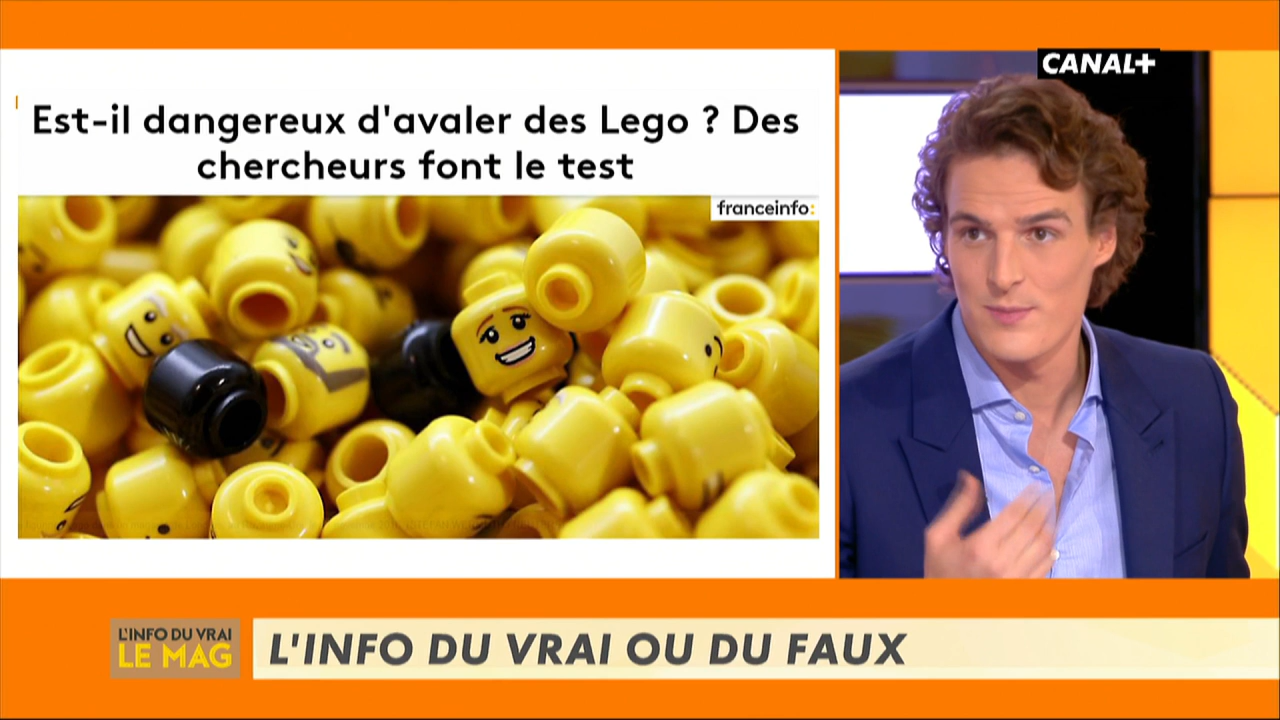 CANAL+
Est-il dangereux d'avaler des Lego ? Des
chercheurs font le test
franceinfo:
L'INFO DU VRAI
LE MAG
L'INFO DU VRAI OU DU FAUX